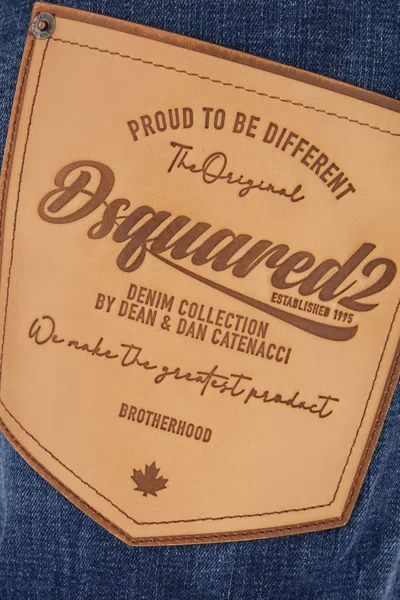 PROUD TO BE DIFFERENT
The Original
Dsquared2
ESTABLISHED 1995
DENIM COLLECTION
BY DEAN & DAN CATENACCI
We make the greatest product
BROTHERHOOD